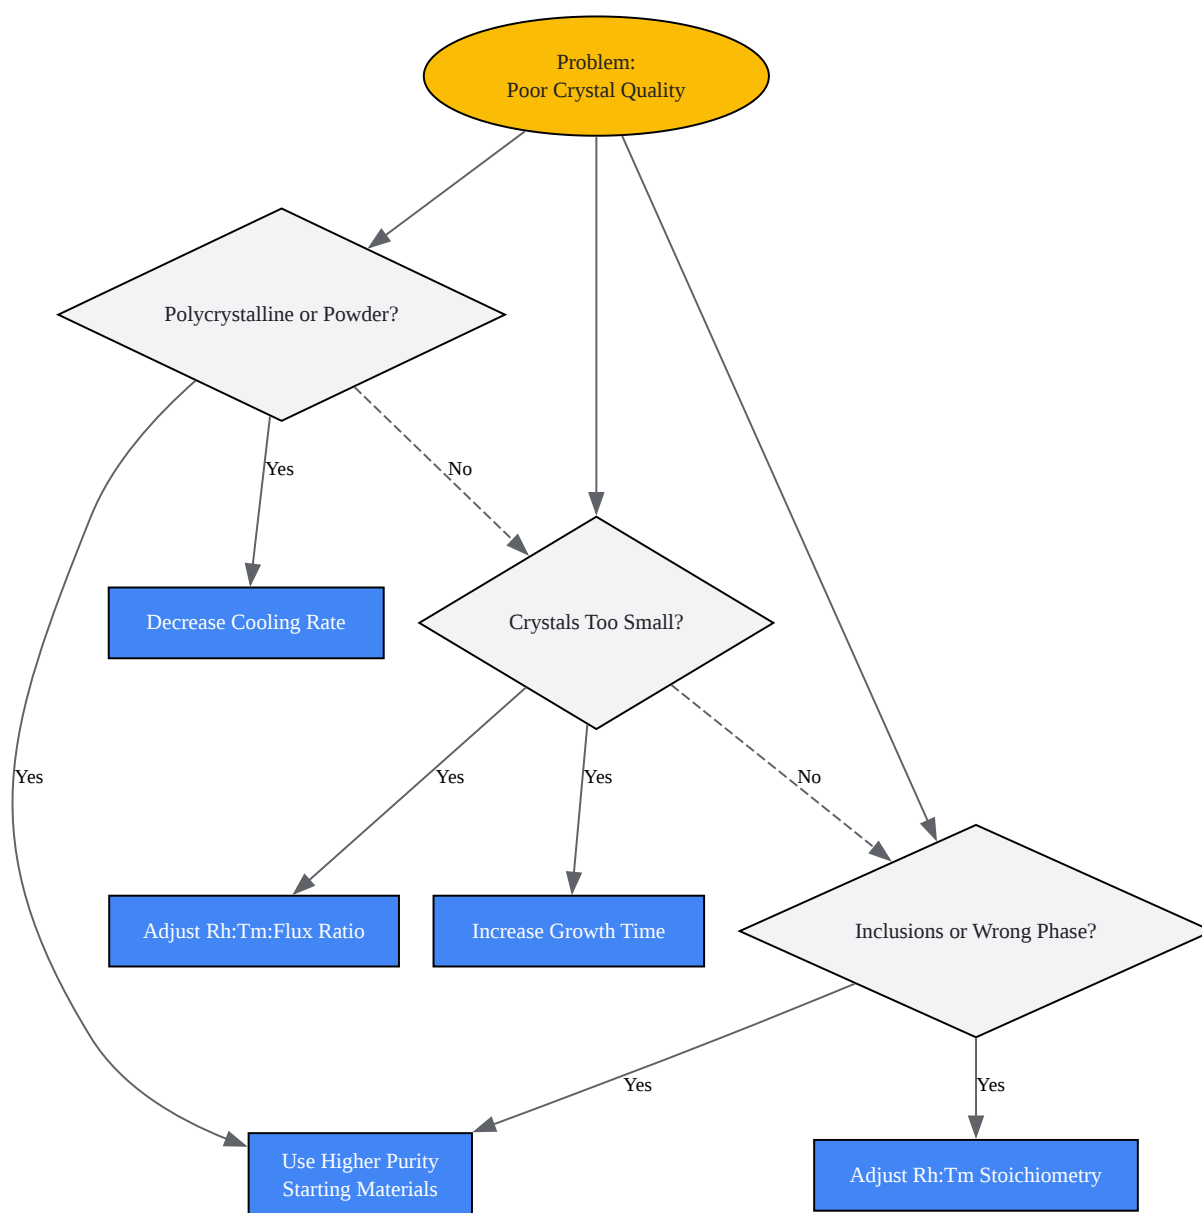 Problem:
Poor Crystal Quality
Polycrystalline or Powder?
Yes
No
Decrease Cooling Rate
Crystals Too Small?
Yes
Yes
Yes
No
Adjust Rh:Tm:Flux Ratio
Increase Growth Time
Inclusions or Wrong Phase?
Yes
Yes
Use Higher Purity
Starting Materials
Adjust Rh:Tm Stoichiometry